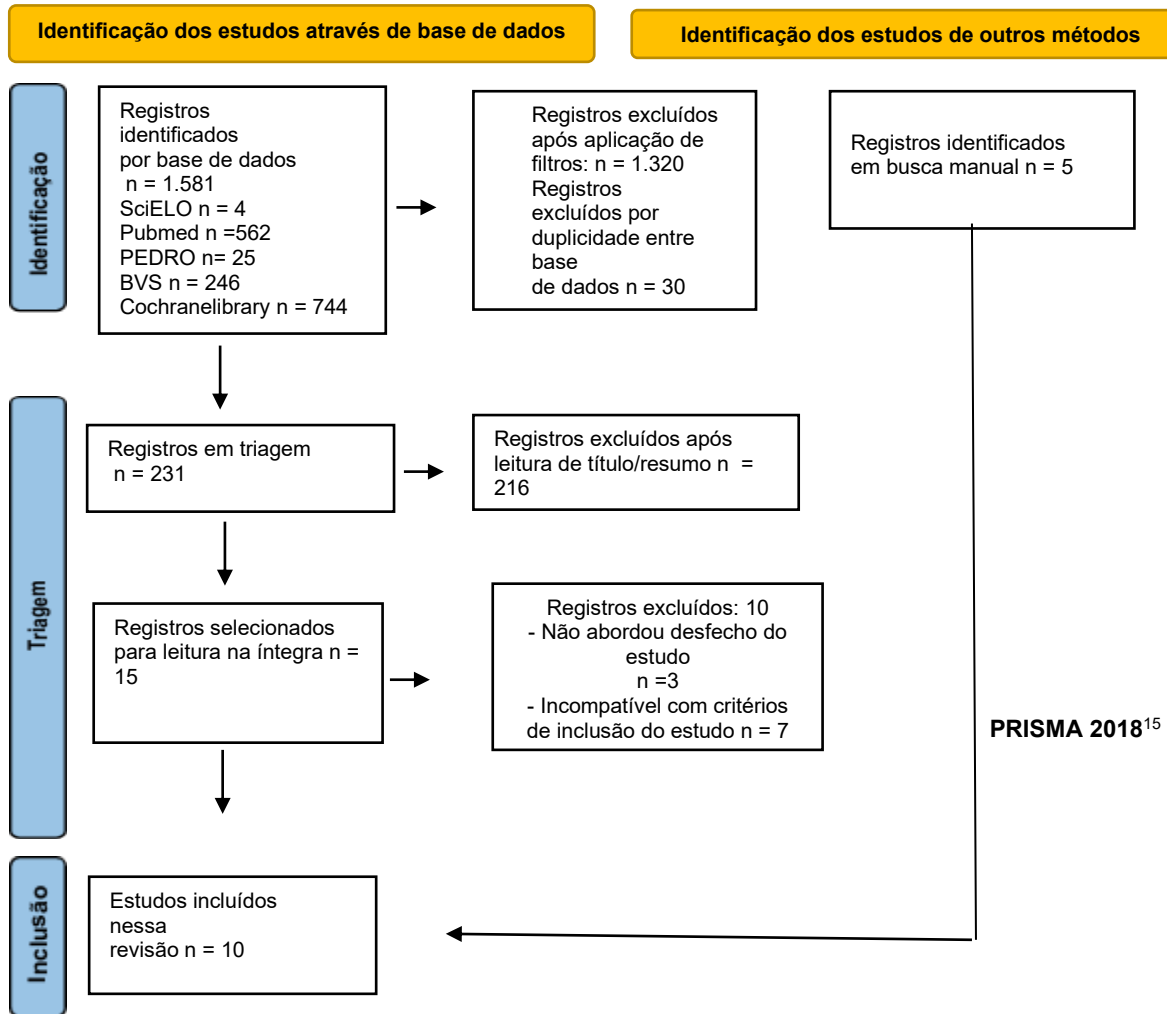 Identificação dos estudos através de base de dados
Identificação dos estudos de outros métodos
Identificação
Registros
identificados
por base de dados
n = 1.581
SciELO n = 4
Pubmed n =562
PEDRO n= 25
BVS n = 246
Cochranelibrary n = 744
Registros excluídos
após aplicação de
filtros: n = 1.320
Registros
excluídos por
duplicidade entre
base
de dados n = 30
Registros identificados
em busca manual n = 5
Triagem
Registros em triagem
n = 231
Registros excluídos após
leitura de título/resumo n =
216
Registros selecionados
para leitura na íntegra n =
15
Registros excluídos: 10
- Não abordou desfecho do
estudo
n =3
- Incompatível com critérios
de inclusão do estudo n = 7
PRISMA 2018¹⁵
Inclusão
Estudos incluídos
nessa
revisão n = 10